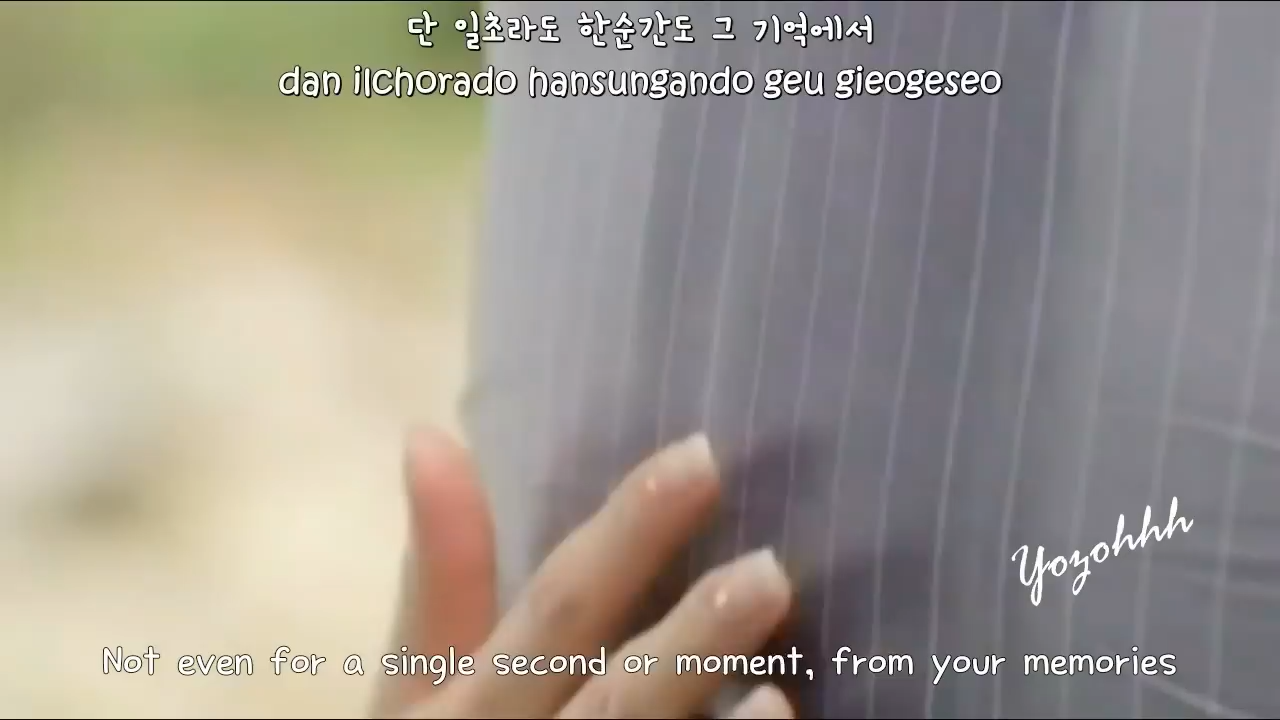 단 일초라도 한순간도 그 기억에서
dan ilchorado hansungando geu gieogeseo
Yozohhh
Not even for a single second or moment, from your memories